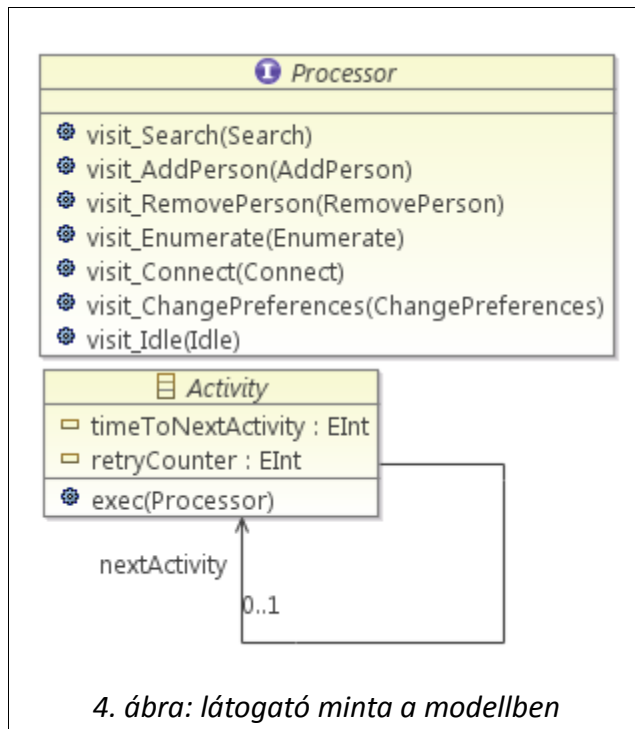 Processor
visit_Search(Search)
visit_AddPerson(AddPerson)
visit_RemovePerson(RemovePerson)
visit_Enumerate(Enumerate)
visit_Connect(Connect)
visit_ChangePreferences(ChangePreferences)
visit_Idle(Idle)
Activity
timeToNextActivity : EInt
retryCounter : EInt
exec(Processor)
nextActivity
0..1
4. ábra: látogató minta a modellben